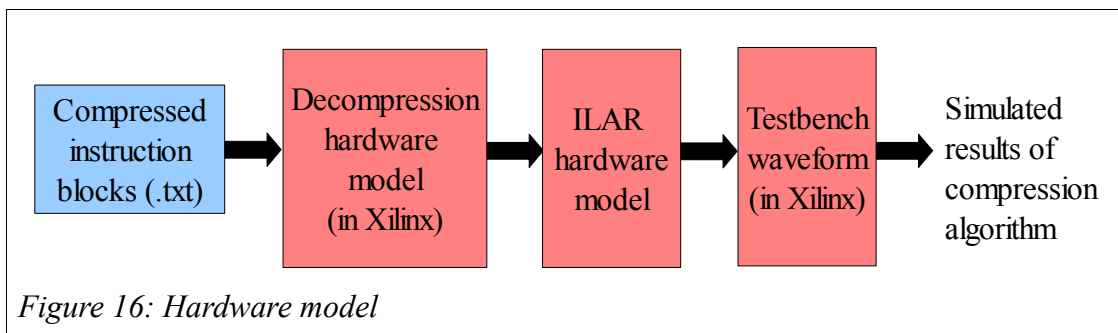 Compressed
instruction
blocks (.txt)
Decompression
hardware
model
(in Xilinx)
ILAR
hardware
model
Testbench
waveform
(in Xilinx)
Simulated
results of
compression
algorithm
Figure 16: Hardware model